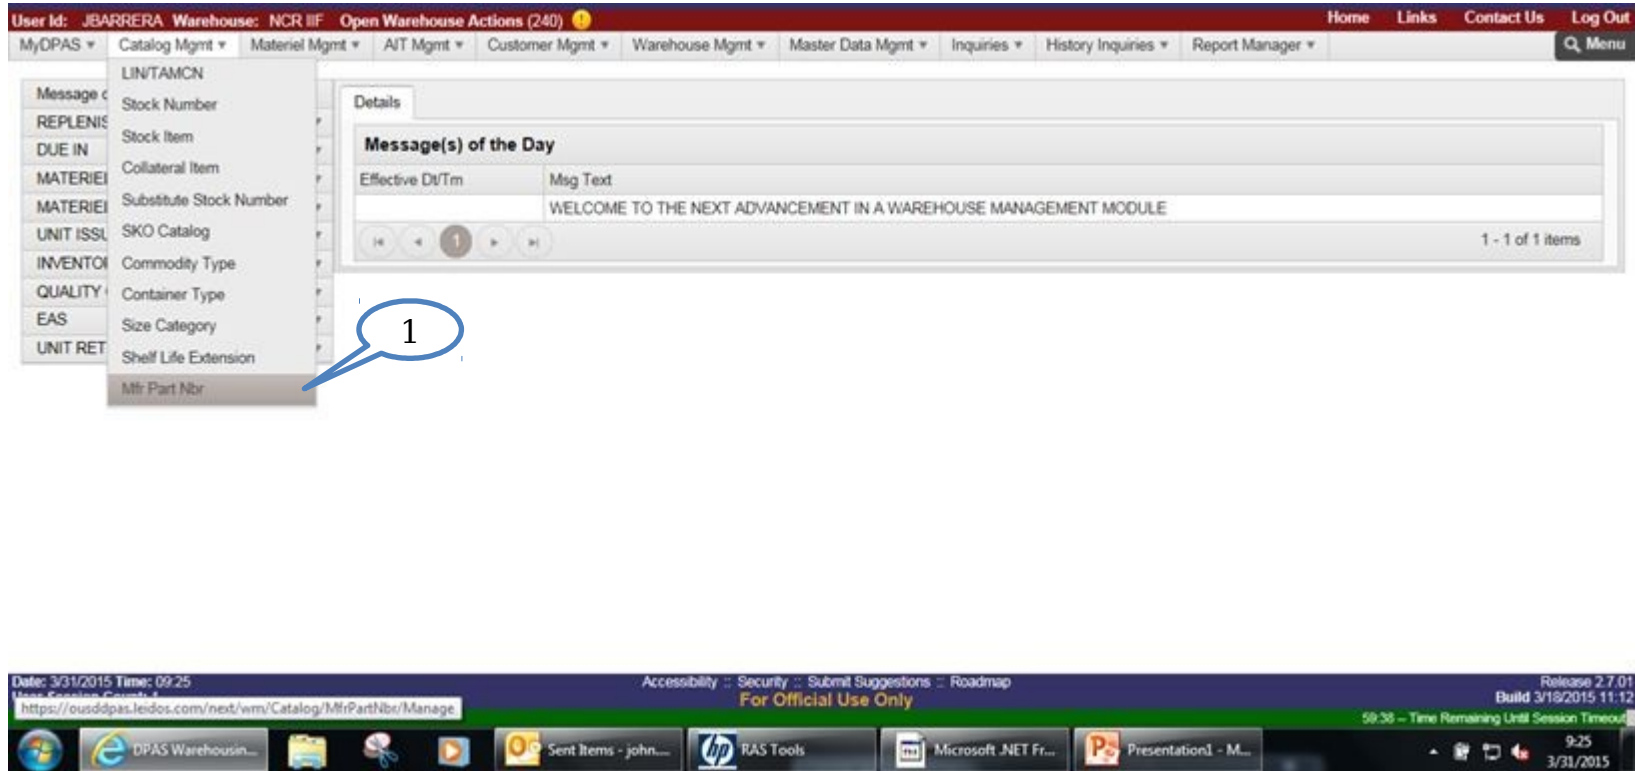 User Id: JBARRERA Warehouse: NCR IIF Open Warehouse Actions (240) Home Links Contact Us Log Out
MyDPAS Catalog Mgmt Materiel Mgmt AIT Mgmt Customer Mgmt Warehouse Mgmt Master Data Mgmt Inquiries History Inquiries Report Manager Menu
LIN/TAMCN
Stock Number
Stock Item
Collateral Item
Substitute Stock Number
SKO Catalog
Commodity Type
Container Type
Size Category
Shelf Life Extension
Mfr Part Nbr
Message
DUE IN
UNIT
QUALITY
EAS
UNIT RET
Details
Message(s) of the Day
Effective Dt/Tm Msg Text
WELCOME TO THE NEXT ADVANCEMENT IN A WAREHOUSE MANAGEMENT MODULE
1
1 - 1 of 1 items
1
Date: 3/31/2015 Time: 09:25 Accessibility :: Security :: Submit Suggestions :: Roadmap Release 2.7.01
For Official Use Only Build 3/18/2015 11:12
https://ousddpas.leidos.com/next/wm/Catalog/MfrPartNbr/Manage
59:38 – Time Remaining Until Session Timeout
DPAS Warehousin... Sent Items - john.... RAS Tools Microsoft .NET Fr... Presentation1 - M... 9:25
3/31/2015